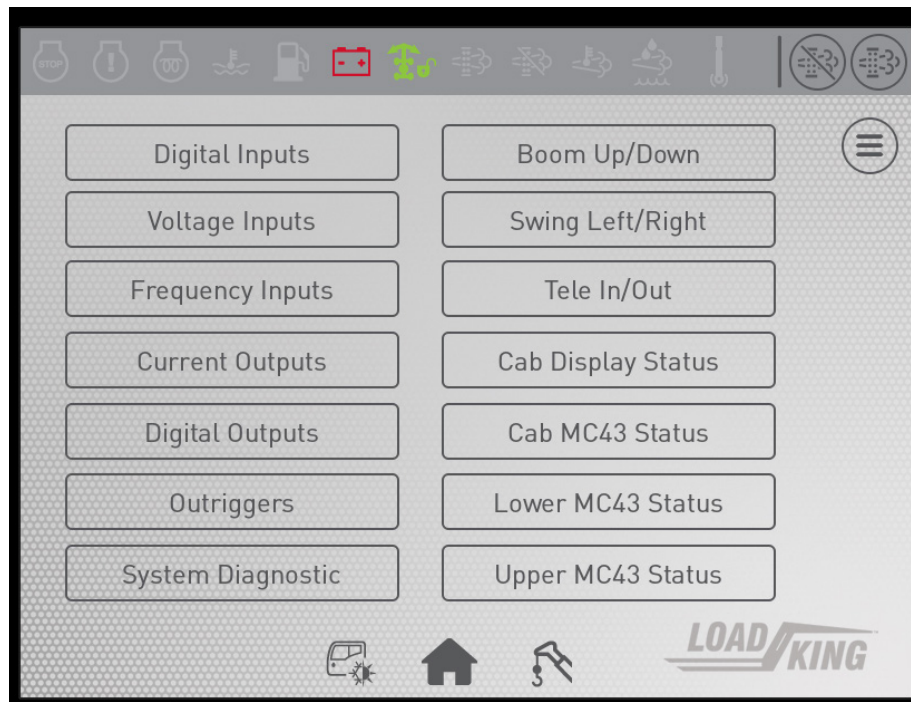 STOP
Digital Inputs
Boom Up/Down
Voltage Inputs
Swing Left/Right
Frequency Inputs
Tele In/Out
Current Outputs
Cab Display Status
Digital Outputs
Cab MC43 Status
Outriggers
Lower MC43 Status
System Diagnostic
Upper MC43 Status
LOAD KING